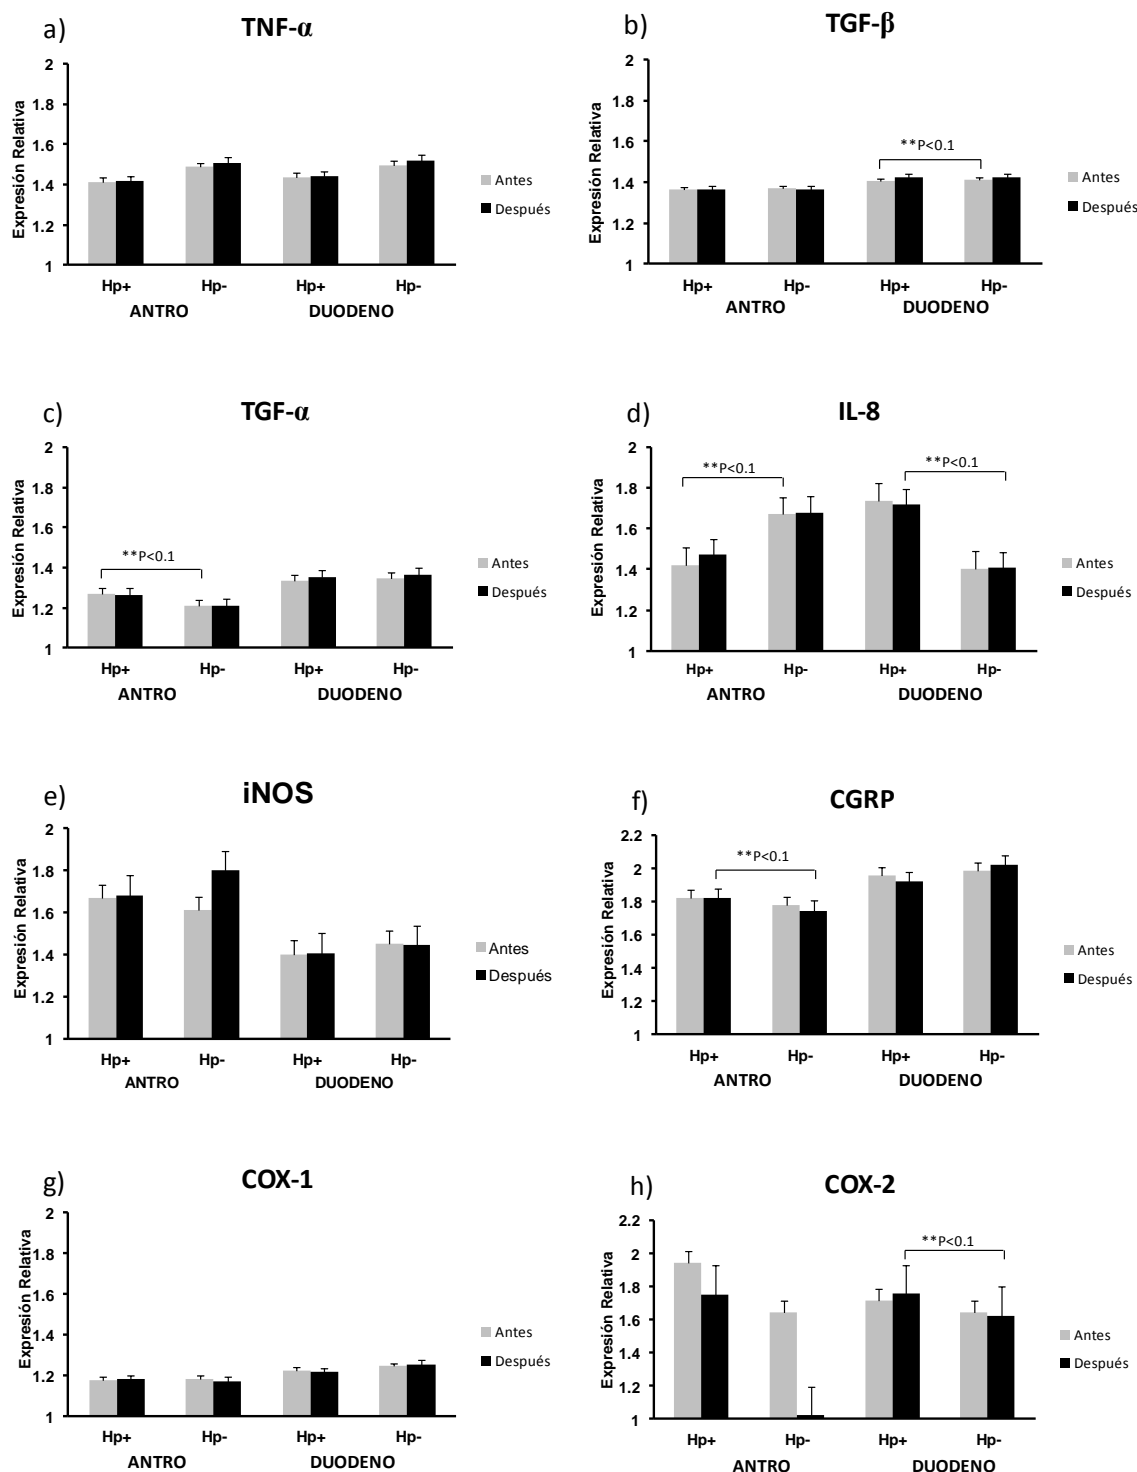 a) TNF-α
2
1.8
1.6
1.4
1.2
1
Expresión Relativa
Antes
Después
Hp+ Hp- Hp+ Hp-
ANTRO DUODENO
b) TGF-β
2
1.8
1.6
1.4
1.2
1
Expresión Relativa
**P<0.1
Antes
Después
Hp+ Hp- Hp+ Hp-
ANTRO DUODENO
c) TGF-α
2
1.8
1.6
1.4
1.2
1
Expresión Relativa
**P<0.1
Antes
Después
Hp+ Hp- Hp+ Hp-
ANTRO DUODENO
d) IL-8
2
1.8
1.6
1.4
1.2
1
Expresión Relativa
**P<0.1
**P<0.1
Antes
Después
Hp+ Hp- Hp+ Hp-
ANTRO DUODENO
e) iNOS
2
1.8
1.6
1.4
1.2
1
Expresión Relativa
Antes
Después
Hp+ Hp- Hp+ Hp-
ANTRO DUODENO
f) CGRP
2.2
2
1.8
1.6
1.4
1.2
1
Expresión Relativa
**P<0.1
Antes
Después
Hp+ Hp- Hp+ Hp-
ANTRO DUODENO
g) COX-1
2
1.8
1.6
1.4
1.2
1
Expresión Relativa
Antes
Después
Hp+ Hp- Hp+ Hp-
ANTRO DUODENO
h) COX-2
2.2
2
1.8
1.6
1.4
1.2
1
Expresión Relativa
**P<0.1
Antes
Después
Hp+ Hp- Hp+ Hp-
ANTRO DUODENO